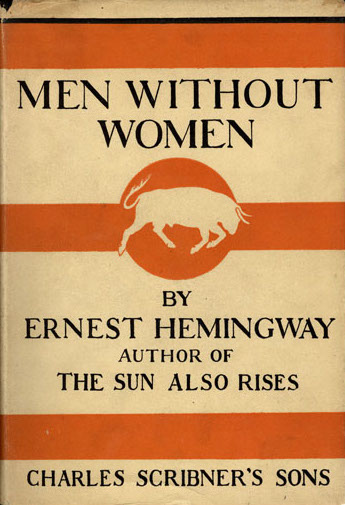 MEN WITHOUT
WOMEN
BY
ERNEST HEMINGWAY
AUTHOR OF
THE SUN ALSO RISES
CHARLES SCRIBNER'S SONS